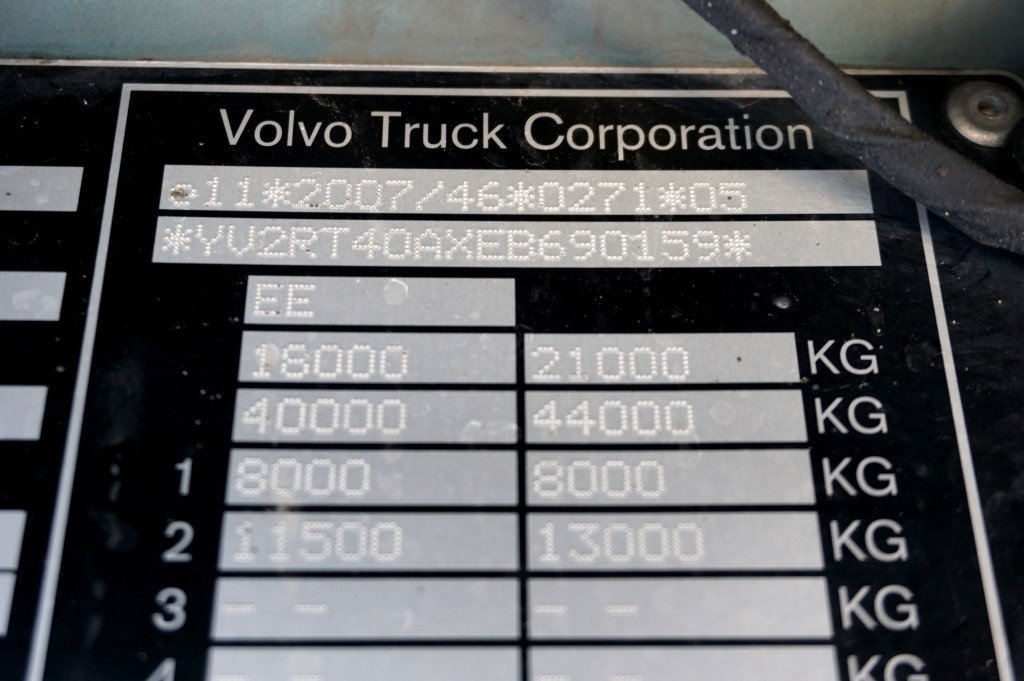 Volvo Truck Corporation
e11*2007/46*0271*05
*YV2RT40AXEB690159*
EE
18000 21000 KG
40000 44000 KG
1 8000 8000 KG
2 11500 13000 KG
3 -- -- KG
4 KG